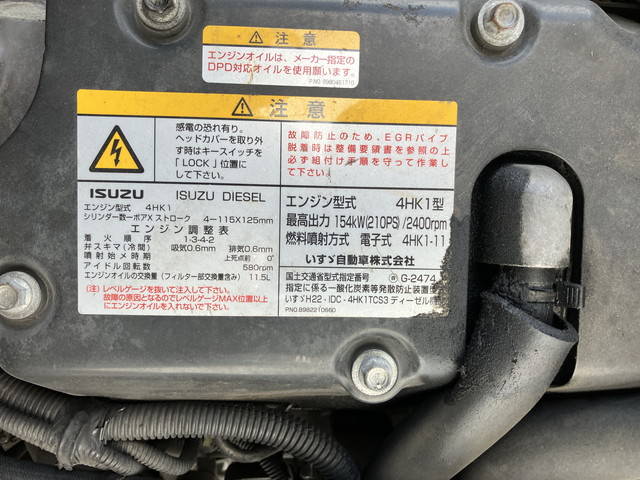 注意
エンジンオイルは、メーカー指定の
DPD対応オイルを使用願います。
注意
感電の恐れ有り。
ヘッドカバーを取り外
す時はキースイッチを
「LOCK」位置に
して下さい。
故障防止のため、EGRパイプ
脱着時は整備要領書を参照の上
必ず組付け手順を守って作業し
て下さい。
ISUZU ISUZU DIESEL
エンジン型式 4HK1
シリンダー数ーボアX ストローク 4ー115X125mm
エンジン調整表
着火順序 1-3-4-2
弁スキマ(冷間) 吸気0.6mm 排気0.6mm
噴射始メ時期 上死点前 0°
アイドル回転数 580rpm
エンジンオイルの交換量(フィルター部交換含み) 11.5L
(注)レベルゲージを抜いて注入して下さい。
故障の原因となるのでレベルゲージMAX位置以上
にエンジンオイルを入れないで下さい。
エンジン型式 4HK1型
最高出力 154kW(210PS)/2400rpm
燃料噴射方式 電子式 4HK1-11
いすゞ自動車株式会社
国土交通省型式指定番号 G-2474
指定に係る一酸化炭素等発散防止装置
いすゞH22・IDC・4HK1TCS3 ディーゼル
P/NO.8982210660